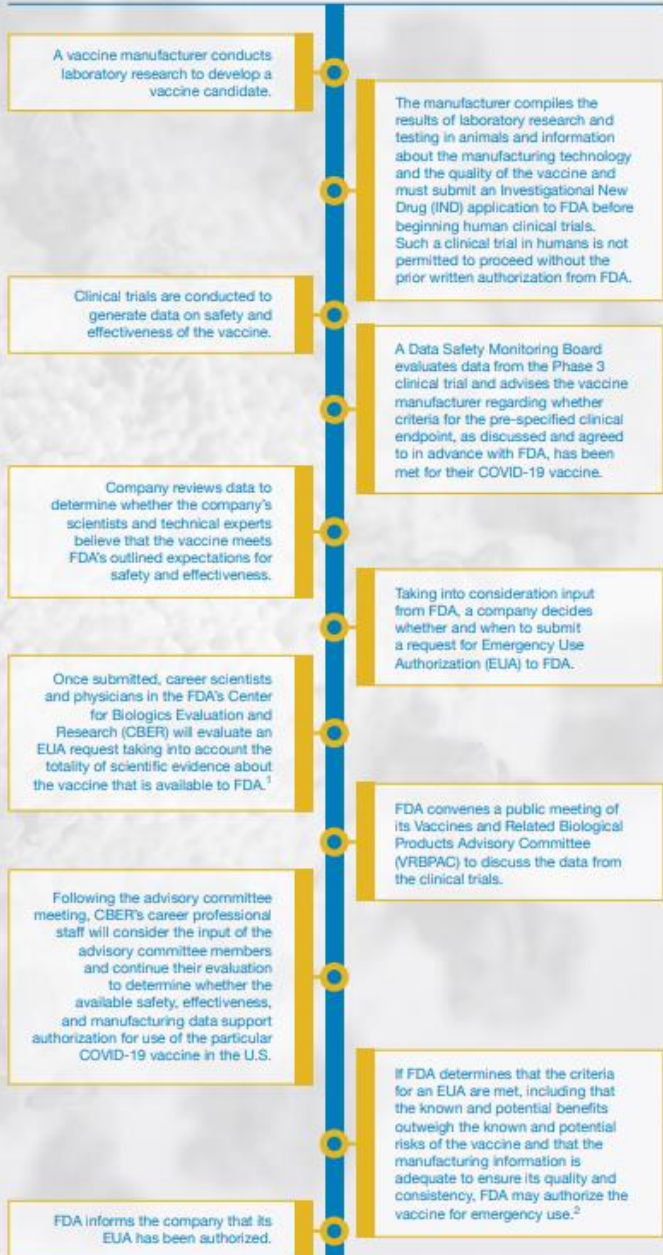 A vaccine manufacturer conducts
laboratory research to develop a
vaccine candidate.
The manufacturer compiles the
results of laboratory research and
testing in animals and information
about the manufacturing technology
and the quality of the vaccine and
must submit an Investigational New
Drug (IND) application to FDA before
beginning human clinical trials.
Such a clinical trial in humans is not
permitted to proceed without the
prior written authorization from FDA.
Clinical trials are conducted to
generate data on safety and
effectiveness of the vaccine.
A Data Safety Monitoring Board
evaluates data from the Phase 3
clinical trial and advises the vaccine
manufacturer regarding whether
criteria for the pre-specified clinical
endpoint, as discussed and agreed
to in advance with FDA, has been
met for their COVID-19 vaccine.
Company reviews data to
determine whether the company's
scientists and technical experts
believe that the vaccine meets
FDA's outlined expectations for
safety and effectiveness.
Taking into consideration input
from FDA, a company decides
whether and when to submit
a request for Emergency Use
Authorization (EUA) to FDA.
Once submitted, career scientists
and physicians in the FDA's Center
for Biologics Evaluation and
Research (CBER) will evaluate an
EUA request taking into account the
totality of scientific evidence about
the vaccine that is available to FDA.¹
FDA convenes a public meeting of
its Vaccines and Related Biological
Products Advisory Committee
(VRBPAC) to discuss the data from
the clinical trials.
Following the advisory committee
meeting, CBER's career professional
staff will consider the input of the
advisory committee members
and continue their evaluation
to determine whether the
available safety, effectiveness,
and manufacturing data support
authorization for use of the particular
COVID-19 vaccine in the U.S.
If FDA determines that the criteria
for an EUA are met, including that
the known and potential benefits
outweigh the known and potential
risks of the vaccine and that the
manufacturing information is
adequate to ensure its quality and
consistency, FDA may authorize the
vaccine for emergency use.²
FDA informs the company that its
EUA has been authorized.